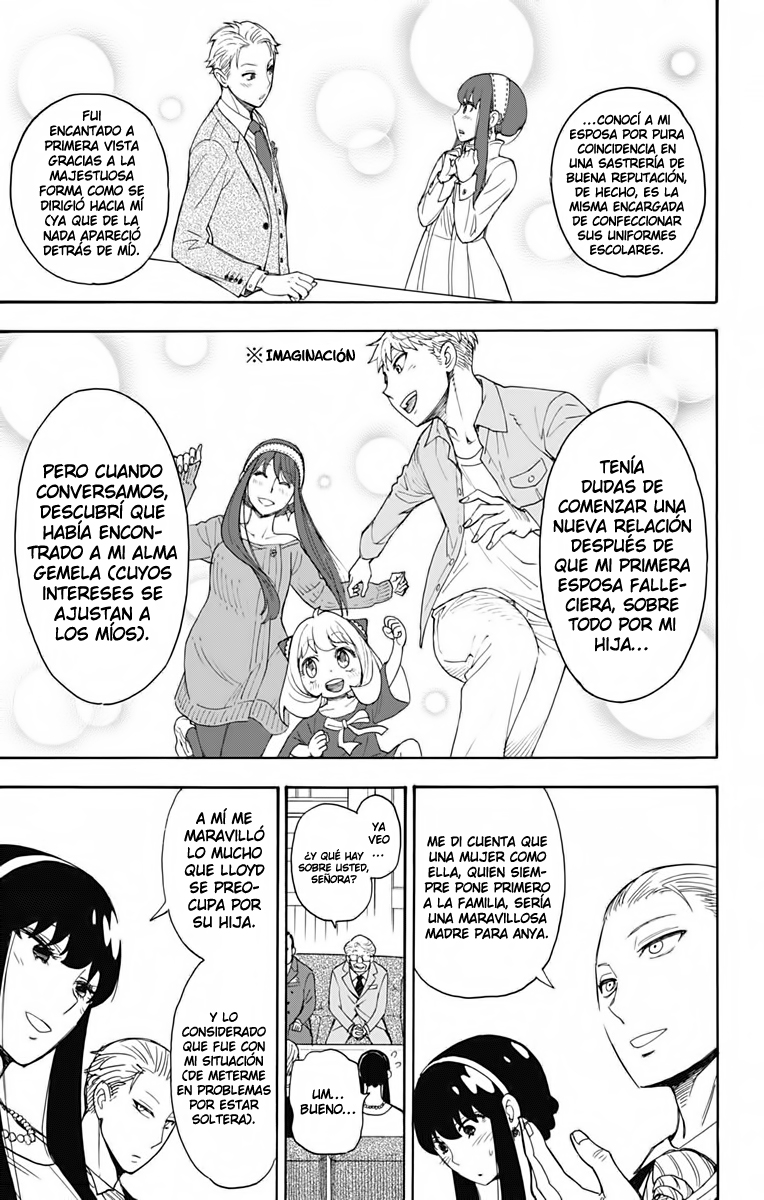 ...CONOCÍ A MI
ESPOSA POR PURA
COINCIDENCIA EN
UNA SASTRERÍA DE
BUENA REPUTACIÓN,
DE HECHO, ES LA
MISMA ENCARGADA
DE CONFECCIONAR
SUS UNIFORMES
ESCOLARES.
FUI
ENCANTADO A
PRIMERA VISTA
GRACIAS A LA
MAJESTUOSA
FORMA COMO SE
DIRIGIÓ HACIA MÍ
(YA QUE DE LA
NADA APARECIÓ
DETRÁS DE MÍ).
※ IMAGINACIÓN
TENÍA
DUDAS DE
COMENZAR UNA
NUEVA RELACIÓN
DESPUÉS DE
QUE MI PRIMERA
ESPOSA FALLE-
CIERA, SOBRE
TODO POR MI
HIJA...
PERO CUANDO
CONVERSAMOS,
DESCUBRÍ QUE
HABÍA ENCON-
TRADO A MI ALMA
GEMELA (CUYOS
INTERESES SE
AJUSTAN A
LOS MÍOS).
ME DI CUENTA QUE
UNA MUJER COMO
ELLA, QUIEN SIEM-
PRE PONE PRIMERO
A LA FAMILIA, SERÍA
UNA MARAVILLOSA
MADRE PARA ANYA.
YA
VEO
...
¿Y QUÉ HAY
SOBRE USTED,
SEÑORA?
UM...
BUENO...
A MÍ ME
MARAVILLÓ
LO MUCHO
QUE LLOYD
SE PREO-
CUPA POR
SU HIJA.
Y LO
CONSIDERADO
QUE FUE CON
MI SITUACIÓN
(DE METERME
EN PROBLEMAS
POR ESTAR
SOLTERA).